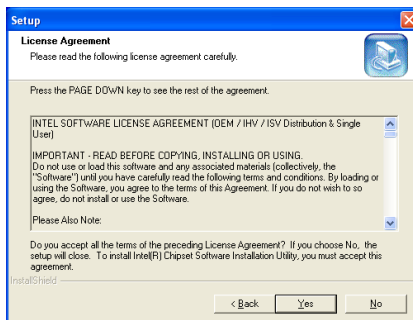 Setup
License Agreement
Please read the following license agreement carefully.
Press the PAGE DOWN key to see the rest of the agreement.
INTEL SOFTWARE LICENSE AGREEMENT (OEM / IHV / ISV Distribution & Single
User)
IMPORTANT - READ BEFORE COPYING, INSTALLING OR USING.
Do not use or load this software and any associated materials (collectively, the
"Software") until you have carefully read the following terms and conditions. By loading or
using the Software, you agree to the terms of this Agreement. If you do not wish to so
agree, do not install or use the Software.
Please Also Note:
Do you accept all the terms of the preceding License Agreement? If you choose No, the
setup will close. To install Intel(R) Chipset Software Installation Utility, you must accept this
agreement.
InstallShield
< Back
Yes
No